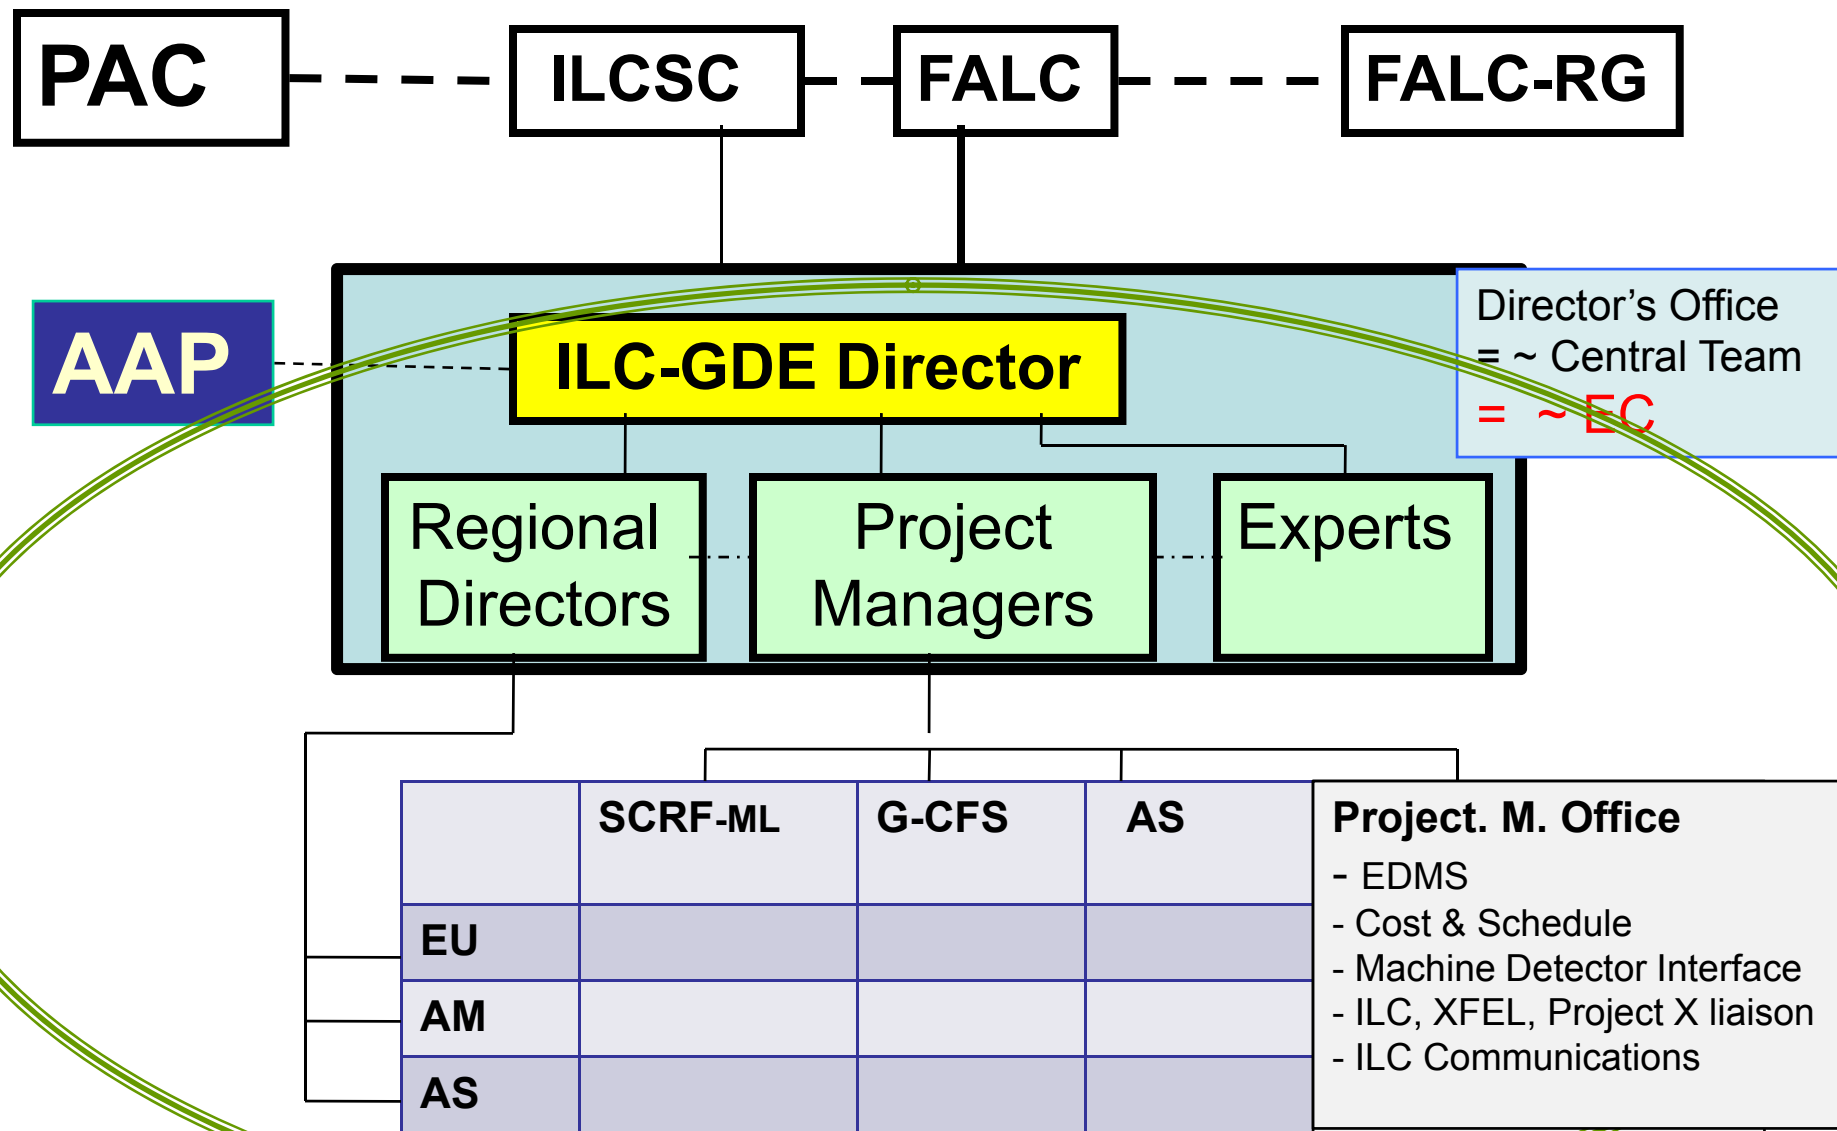 PAC
ILCSC
FALC
FALC-RG
AAP
ILC-GDE Director
Director’s Office
= ~ Central Team
= ~ EC
Regional
Directors
Project
Managers
Experts
SCRF-ML
G-CFS
AS
Project. M. Office
- EDMS
- Cost & Schedule
- Machine Detector Interface
- ILC, XFEL, Project X liaison
- ILC Communications
EU
AM
AS